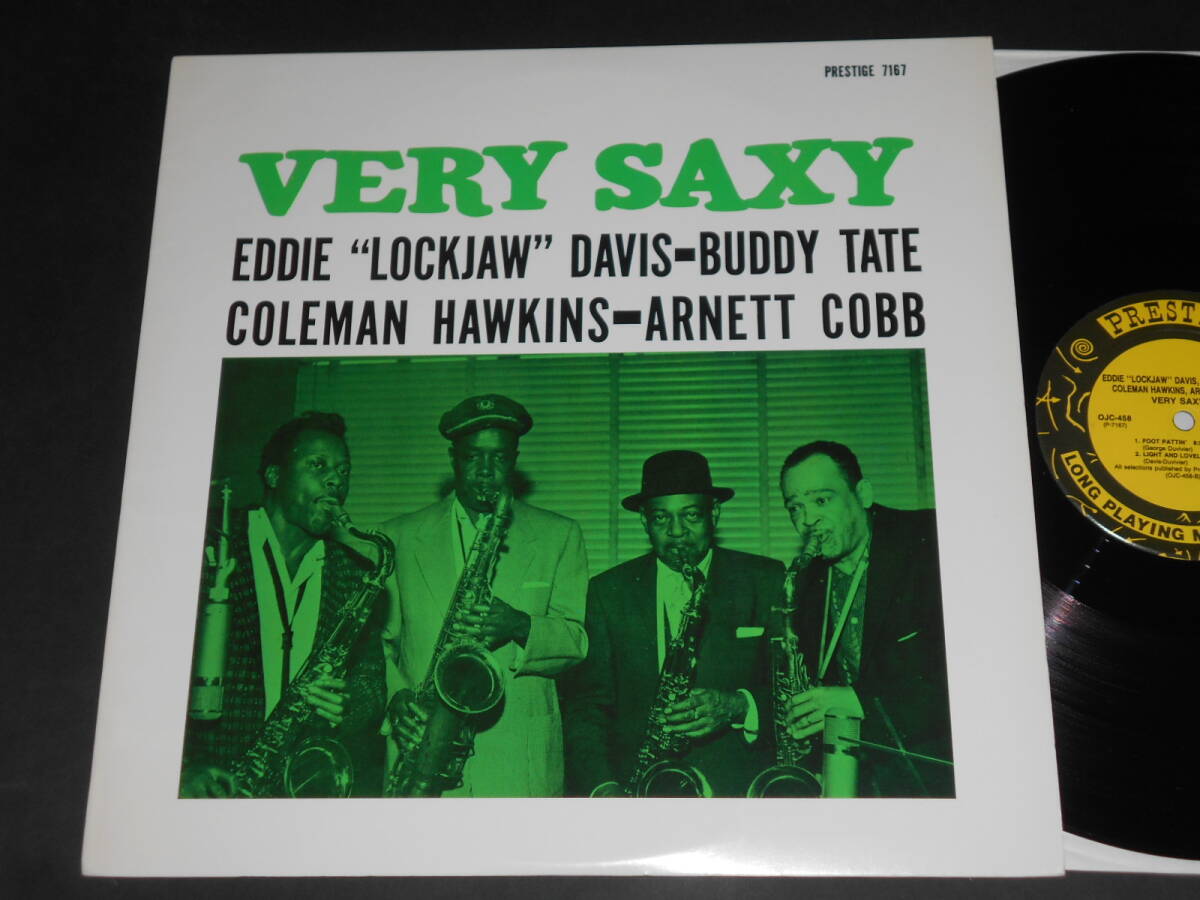 PRESTIGE 7167
VERY SAXY
EDDIE “LOCKJAW” DAVIS-BUDDY TATE
COLEMAN HAWKINS-ARNETT COBB
PREST
EDDIE "LOCKJAW" DAVIS,
COLEMAN HAWKINS, AR
VERY SAX
OJC-458
(P-7167)
1. FOOT PATTIN'
(George Duvivier)
2. LIGHT AND LOVEL
(Davis-Duvivier)
All selections published by Pr
(OJC-458-B
LONG PLAYING M